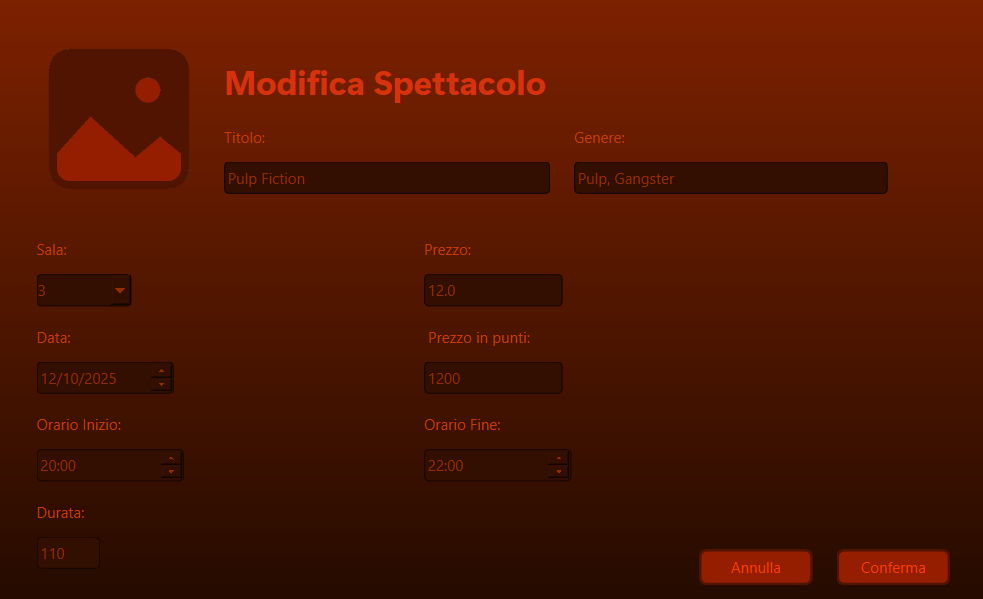 Modifica Spettacolo
Titolo: Genere:
Pulp Fiction Pulp, Gangster
Sala: Prezzo:
3 12.0
Data: Prezzo in punti:
12/10/2025 1200
Orario Inizio: Orario Fine:
20:00 22:00
Durata:
110
Annulla Conferma